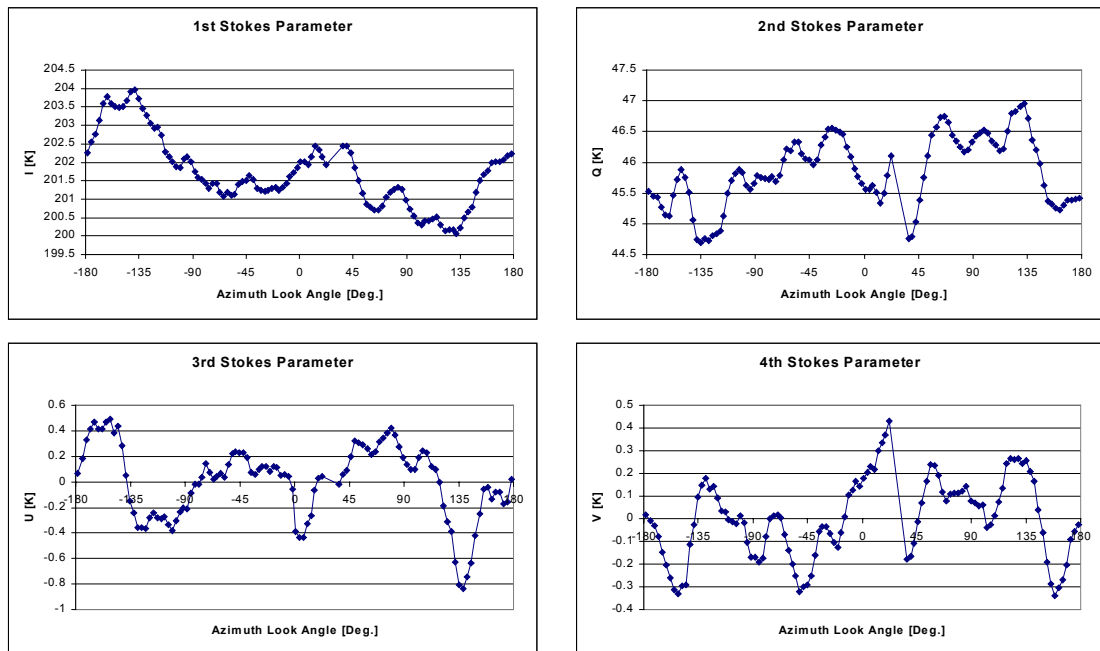 1st Stokes Parameter
I [K]
204.5
204
203.5
203
202.5
202
201.5
201
200.5
200
199.5
-180 -135 -90 -45 0 45 90 135 180
Azimuth Look Angle [Deg.]
2nd Stokes Parameter
Q [K]
47.5
47
46.5
46
45.5
45
44.5
-180 -135 -90 -45 0 45 90 135 180
Azimuth Look Angle [Deg.]
3rd Stokes Parameter
U [K]
0.6
0.4
0.2
0
-0.2
-0.4
-0.6
-0.8
-1
-180 -135 -90 -45 0 45 90 135 180
Azimuth Look Angle [Deg.]
4th Stokes Parameter
V [K]
0.5
0.4
0.3
0.2
0.1
0
-0.1
-0.2
-0.3
-0.4
-180 -135 -90 -45 0 45 90 135 180
Azimuth Look Angle [Deg.]